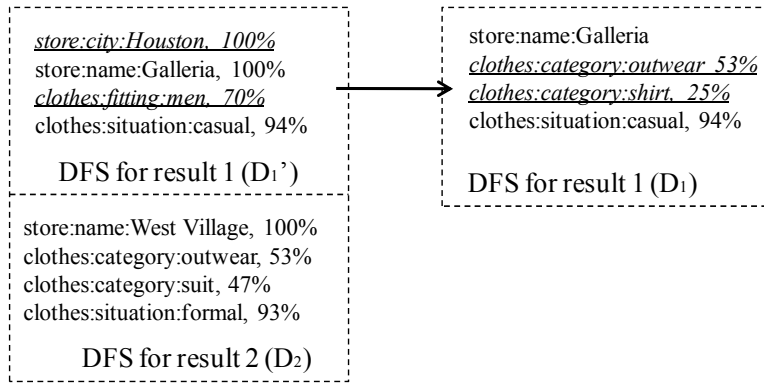 store:city:Houston, 100%
store:name:Galleria, 100%
clothes:fitting:men, 70%
clothes:situation:casual, 94%
DFS for result 1 (D1’)
store:name:West Village, 100%
clothes:category:outwear, 53%
clothes:category:suit, 47%
clothes:situation:formal, 93%
DFS for result 2 (D2)
store:name:Galleria
clothes:category:outwear 53%
clothes:category:shirt, 25%
clothes:situation:casual, 94%
DFS for result 1 (D1)